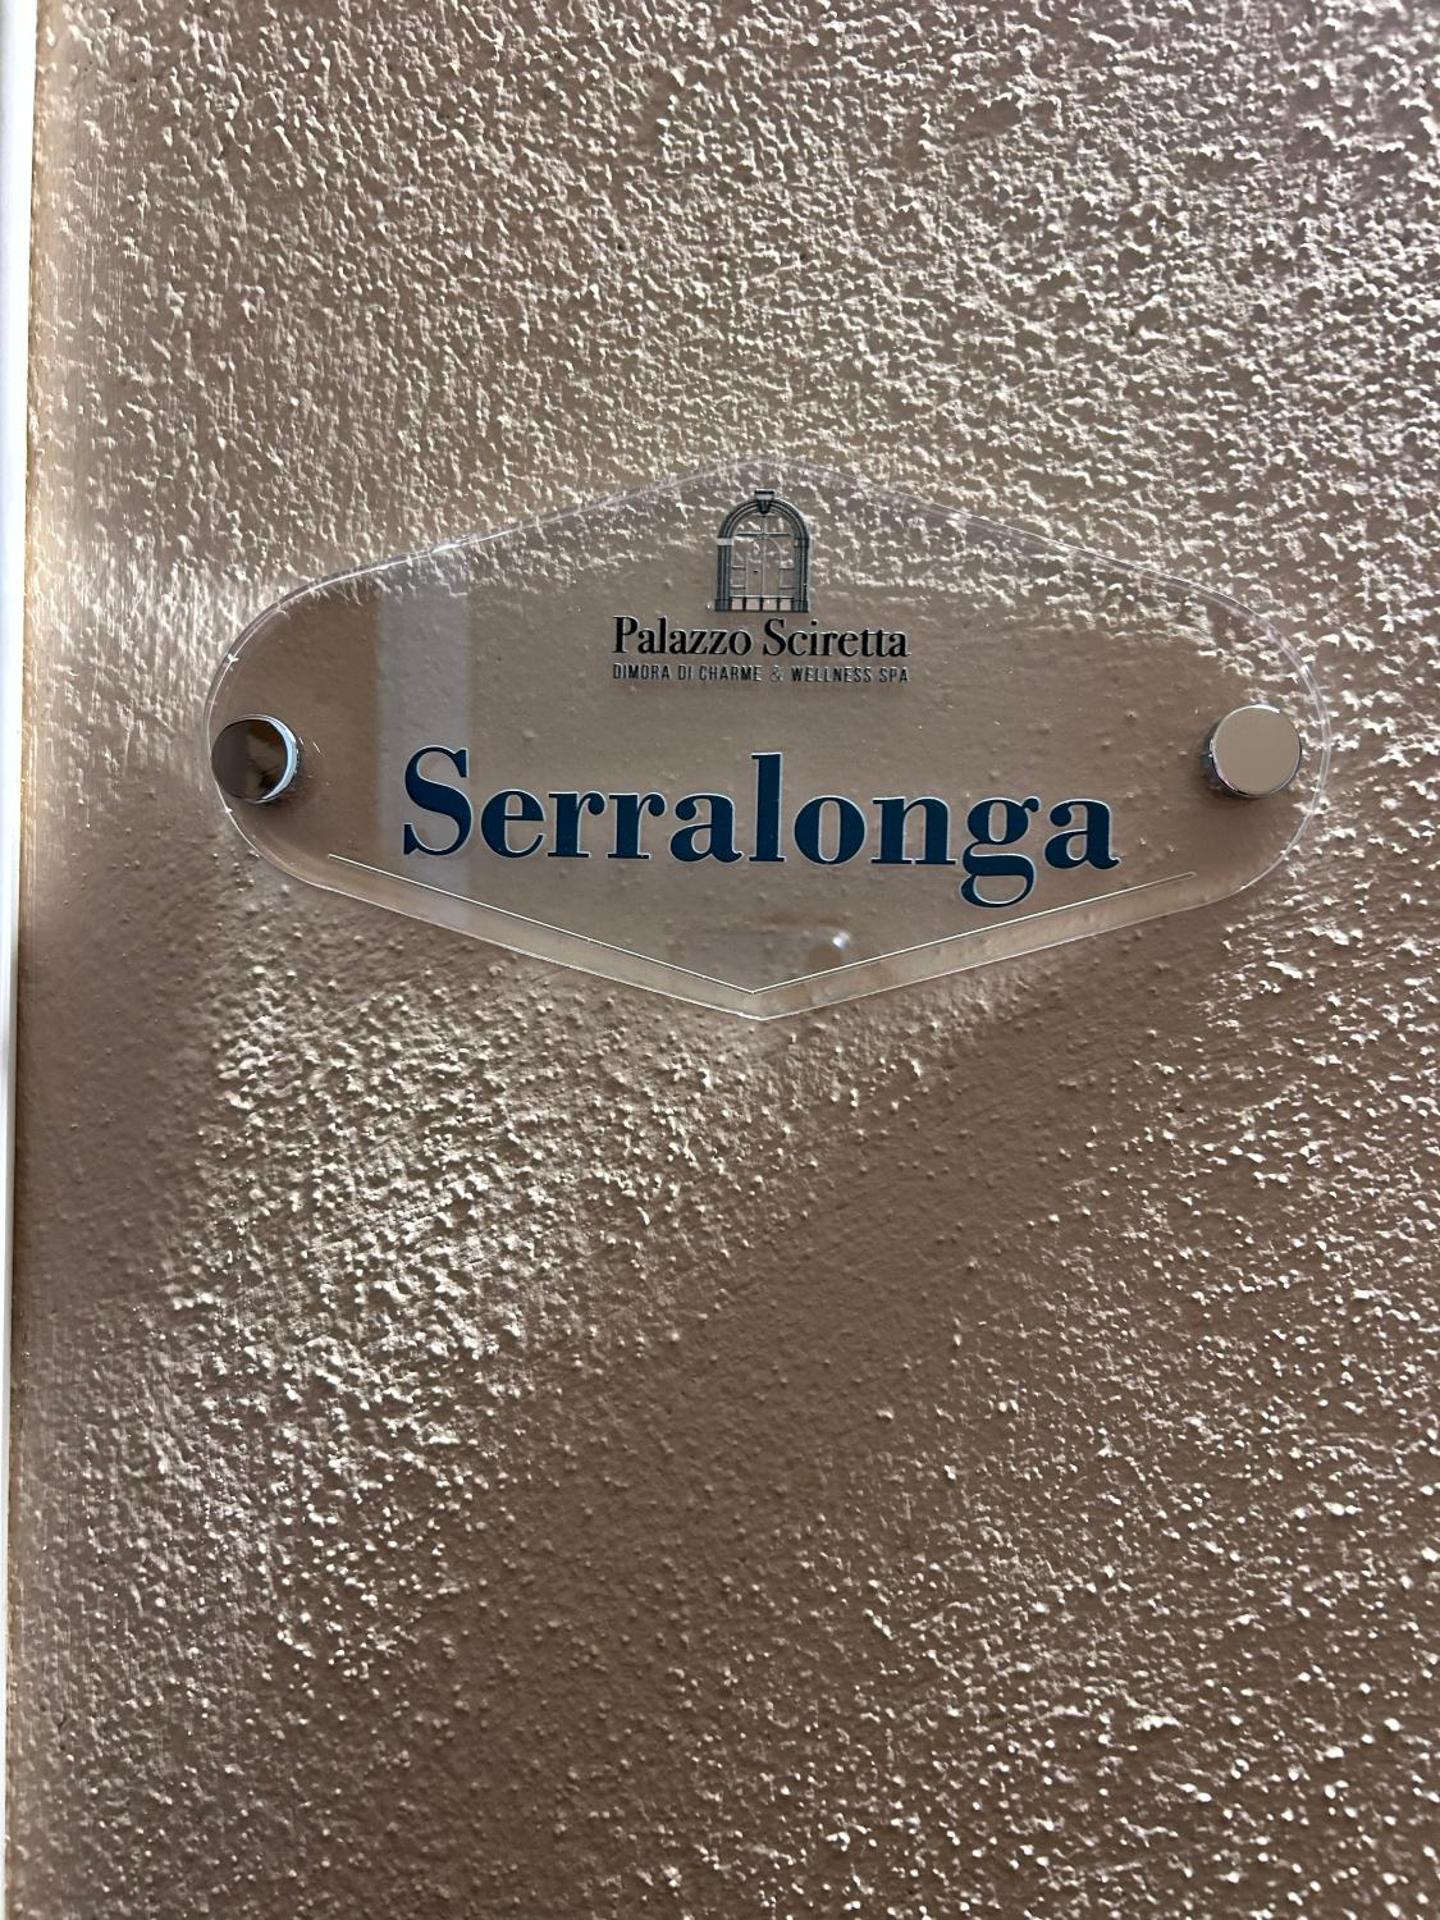 Palazzo Sciretta
DIMORA DI CHARME & WELLNESS SPA
Serralonga